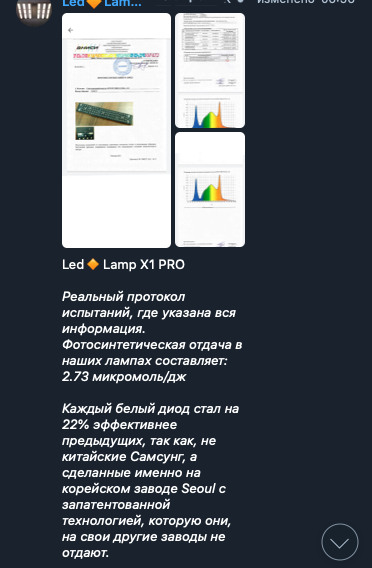 Led🔸Lam...
изменено
Led🔸Lamp X1 PRO
Реальный протокол
испытаний, где указана вся
информация.
Фотосинтетическая отдача в
наших лампах составляет:
2.73 микромоль/дж
Каждый белый диод стал на
22% эффективнее
предыдущих, так как, не
китайские Самсунг, а
сделанные именно на
корейском заводе Seoul с
запатентованной
технологией, которую они,
на свои другие заводы не
отдают.